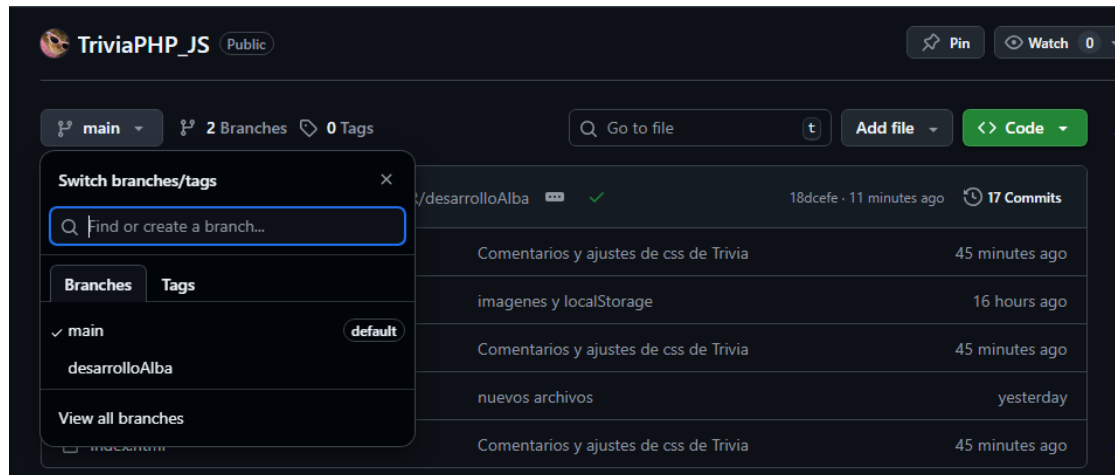 TriviaPHP_JS Public Pin Watch 0
main 2 Branches 0 Tags Go to file t Add file Code
Switch branches/tags
/desarrolloAlba 18dcefe · 11 minutes ago 17 Commits
Find or create a branch...
Comentarios y ajustes de css de Trivia 45 minutes ago
Branches Tags
imagenes y localStorage 16 hours ago
main default
Comentarios y ajustes de css de Trivia 45 minutes ago
desarrolloAlba
nuevos archivos yesterday
View all branches
index.html Comentarios y ajustes de css de Trivia 45 minutes ago